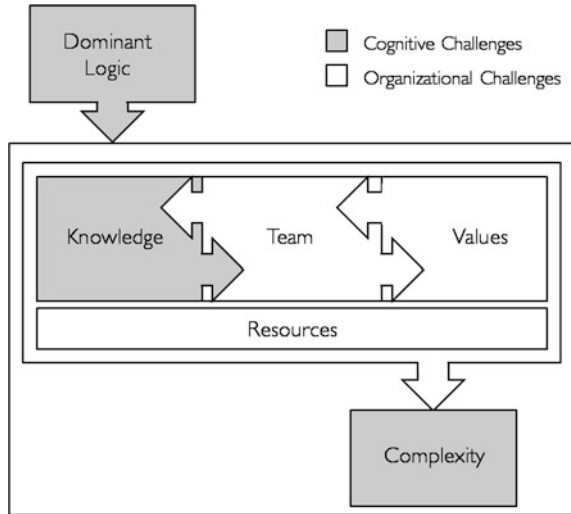 Dominant
Logic
Cognitive Challenges
Organizational Challenges
Knowledge
Team
Values
Resources
Complexity